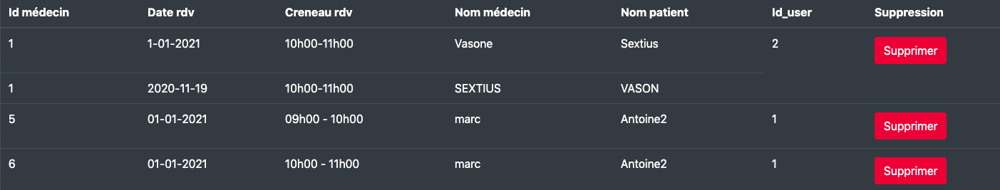 Id médecin Date rdv Creneau rdv Nom médecin Nom patient Id_user Suppression
1 1-01-2021 10h00-11h00 Vasone Sextius 2 Supprimer
1 2020-11-19 10h00-11h00 SEXTIUS VASON
5 01-01-2021 09h00 - 10h00 marc Antoine2 1 Supprimer
6 01-01-2021 10h00 - 11h00 marc Antoine2 1 Supprimer